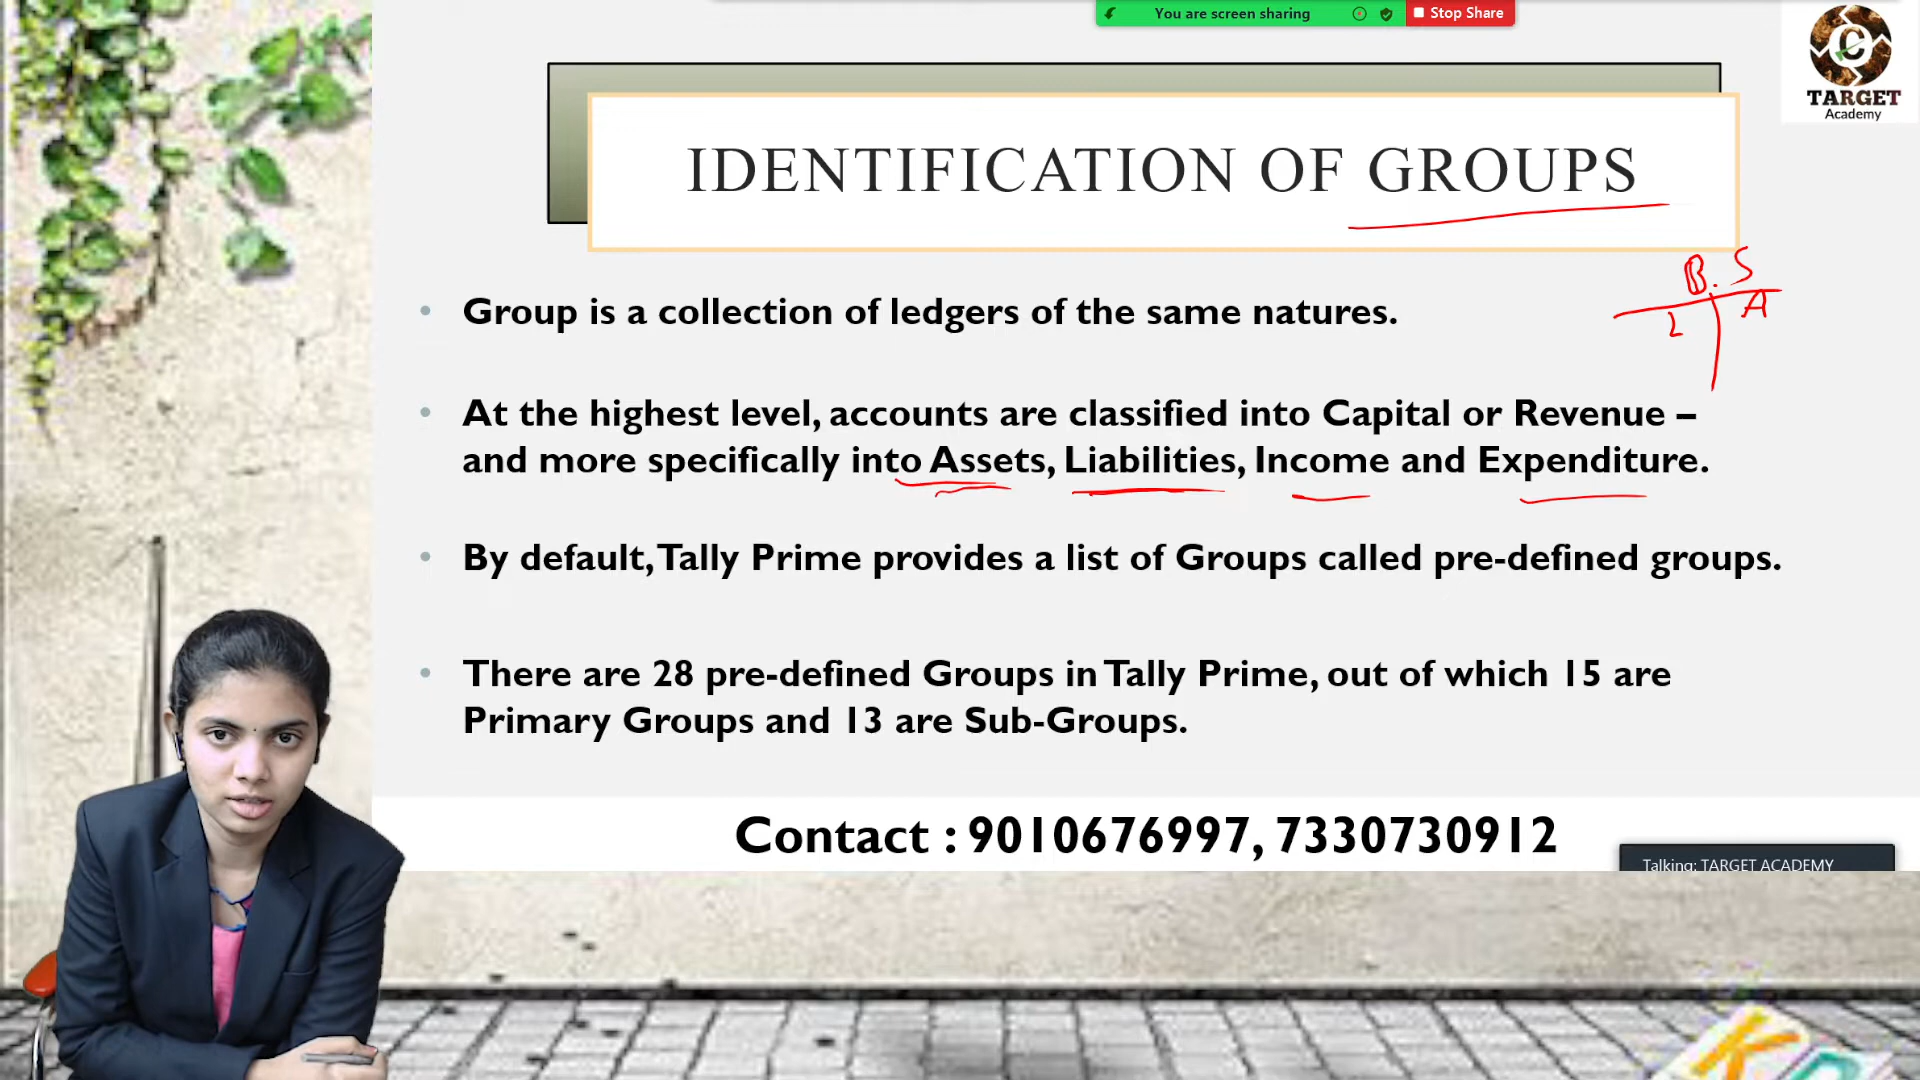 You are screen sharing
Stop Share
TARGET
Academy
IDENTIFICATION OF GROUPS
B. S
L A
• Group is a collection of ledgers of the same natures.
• At the highest level, accounts are classified into Capital or Revenue –
and more specifically into Assets, Liabilities, Income and Expenditure.
• By default, Tally Prime provides a list of Groups called pre-defined groups.
• There are 28 pre-defined Groups in Tally Prime, out of which 15 are
Primary Groups and 13 are Sub-Groups.
Contact : 9010676997, 7330730912
Talking: TARGET ACADEMY